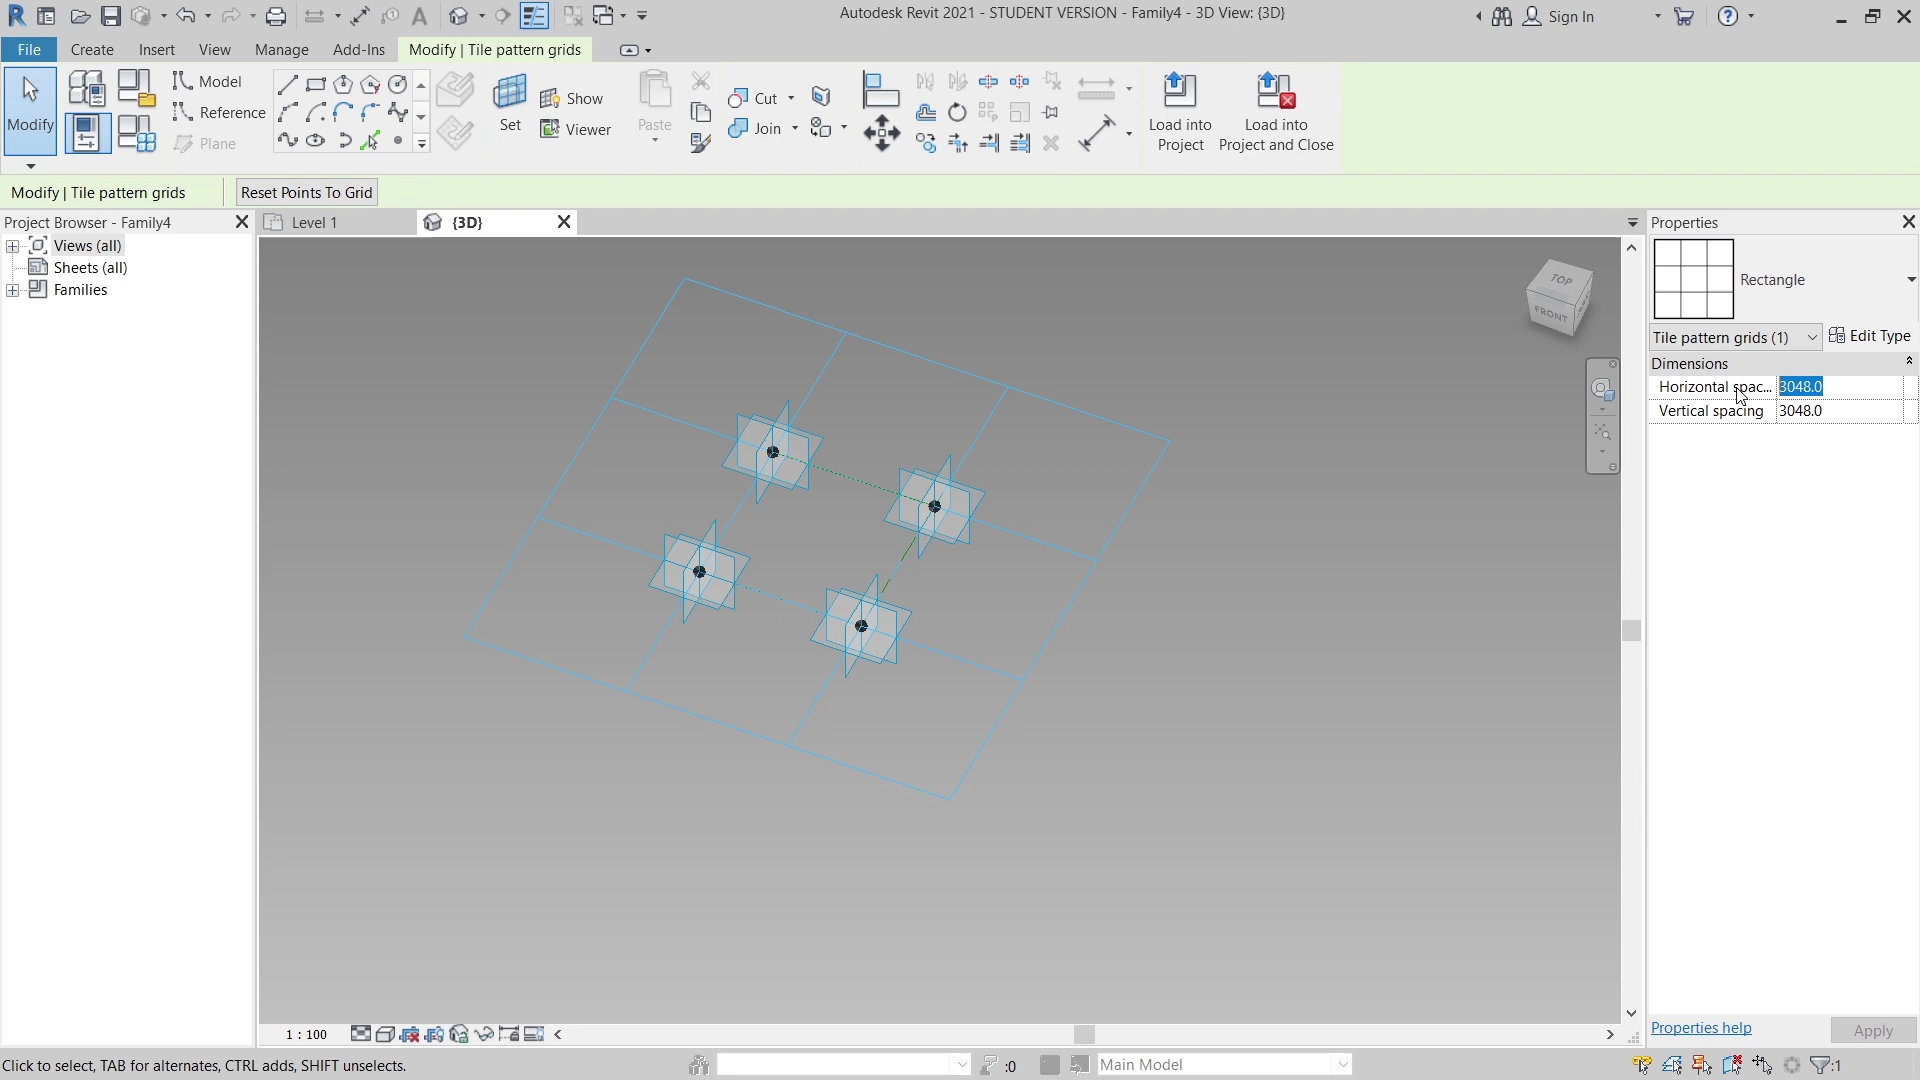 Autodesk Revit 2021 - STUDENT VERSION - Family4 - 3D View: {3D}
Sign In
File
Create
Insert
View
Manage
Add-Ins
Modify | Tile pattern grids
Modify
Model
Reference
Plane
Set
Show
Viewer
Paste
Cut
Join
Load into
Project
Load into
Project and Close
Modify | Tile pattern grids
Reset Points To Grid
Project Browser - Family4
Level 1
{3D}
Properties
Views (all)
Sheets (all)
Families
TOP
FRONT
Rectangle
Tile pattern grids (1)
Edit Type
Dimensions
Horizontal spac...
3048.0
Vertical spacing
3048.0
Properties help
Apply
1 : 100
Click to select, TAB for alternates, CTRL adds, SHIFT unselects.
:0
Main Model
:1